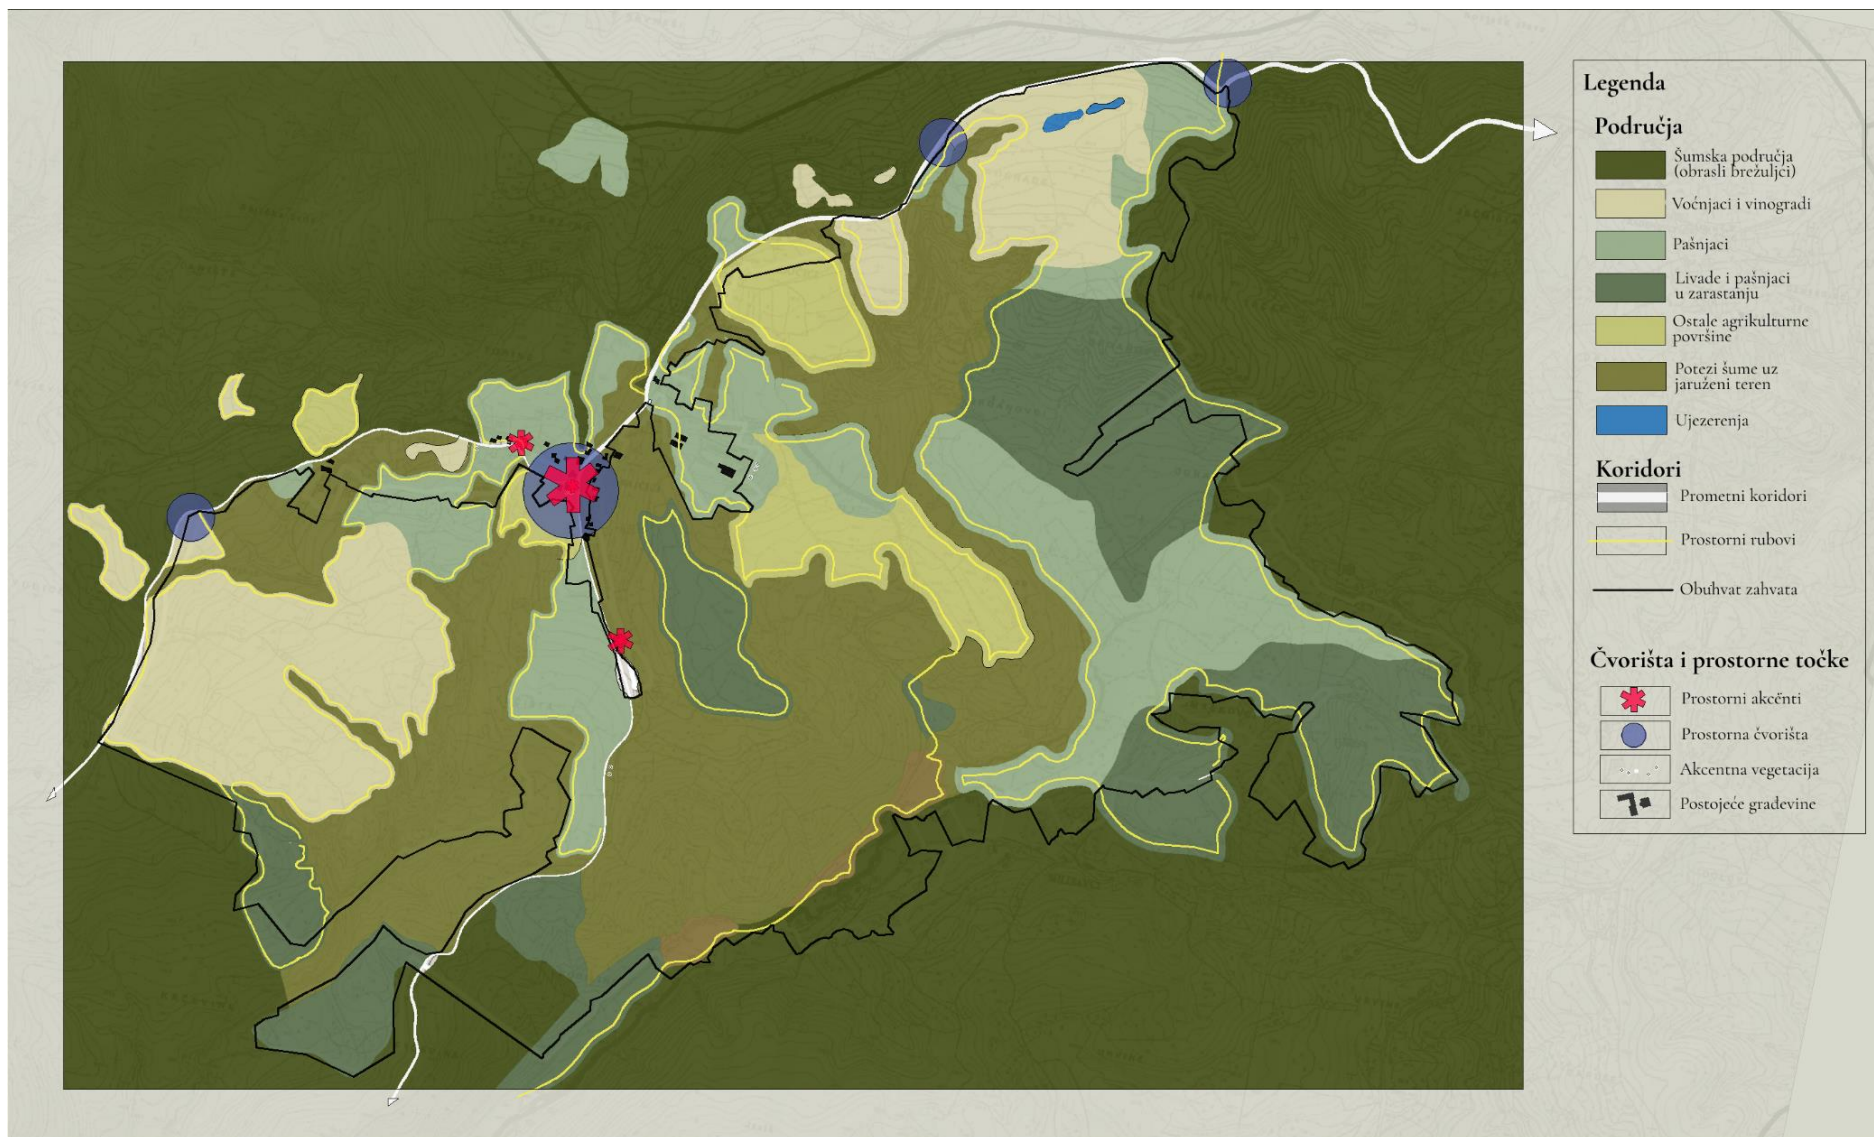 Legenda
Područja
Šumska područja
(obrasli brežuljci)
Voćnjaci i vinogradi
Pašnjaci
Livade i pašnjaci
u zarastanju
Ostale agrikulturne
površine
Potezi šume uz
jaruženi teren
Ujezerenja
Koridori
Prometni koridori
Prostorni rubovi
Obuhvat zahvata
Čvorišta i prostorne točke
Prostorni akcenti
Prostorna čvorišta
Akcentna vegetacija
Postojeće građevine